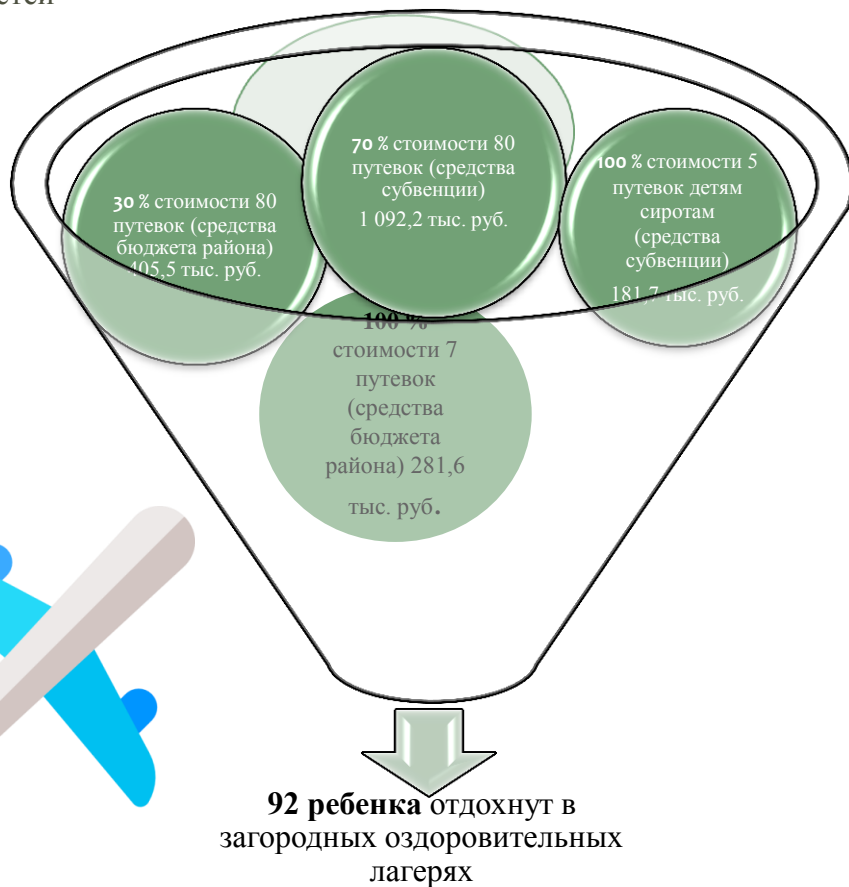 30 % стоимости 80
путевок (средства
бюджета района)
405,5 тыс. руб.
70 % стоимости 80
путевок (средства
субвенции)
1 092,2 тыс. руб.
100 % стоимости 5
путевок детям
сиротам
(средства
субвенции)
181,7 тыс. руб.
100 %
стоимости 7
путевок
(средства
бюджета
района) 281,6
тыс. руб.
92 ребенка отдохнут в
загородных оздоровительных
лагерях